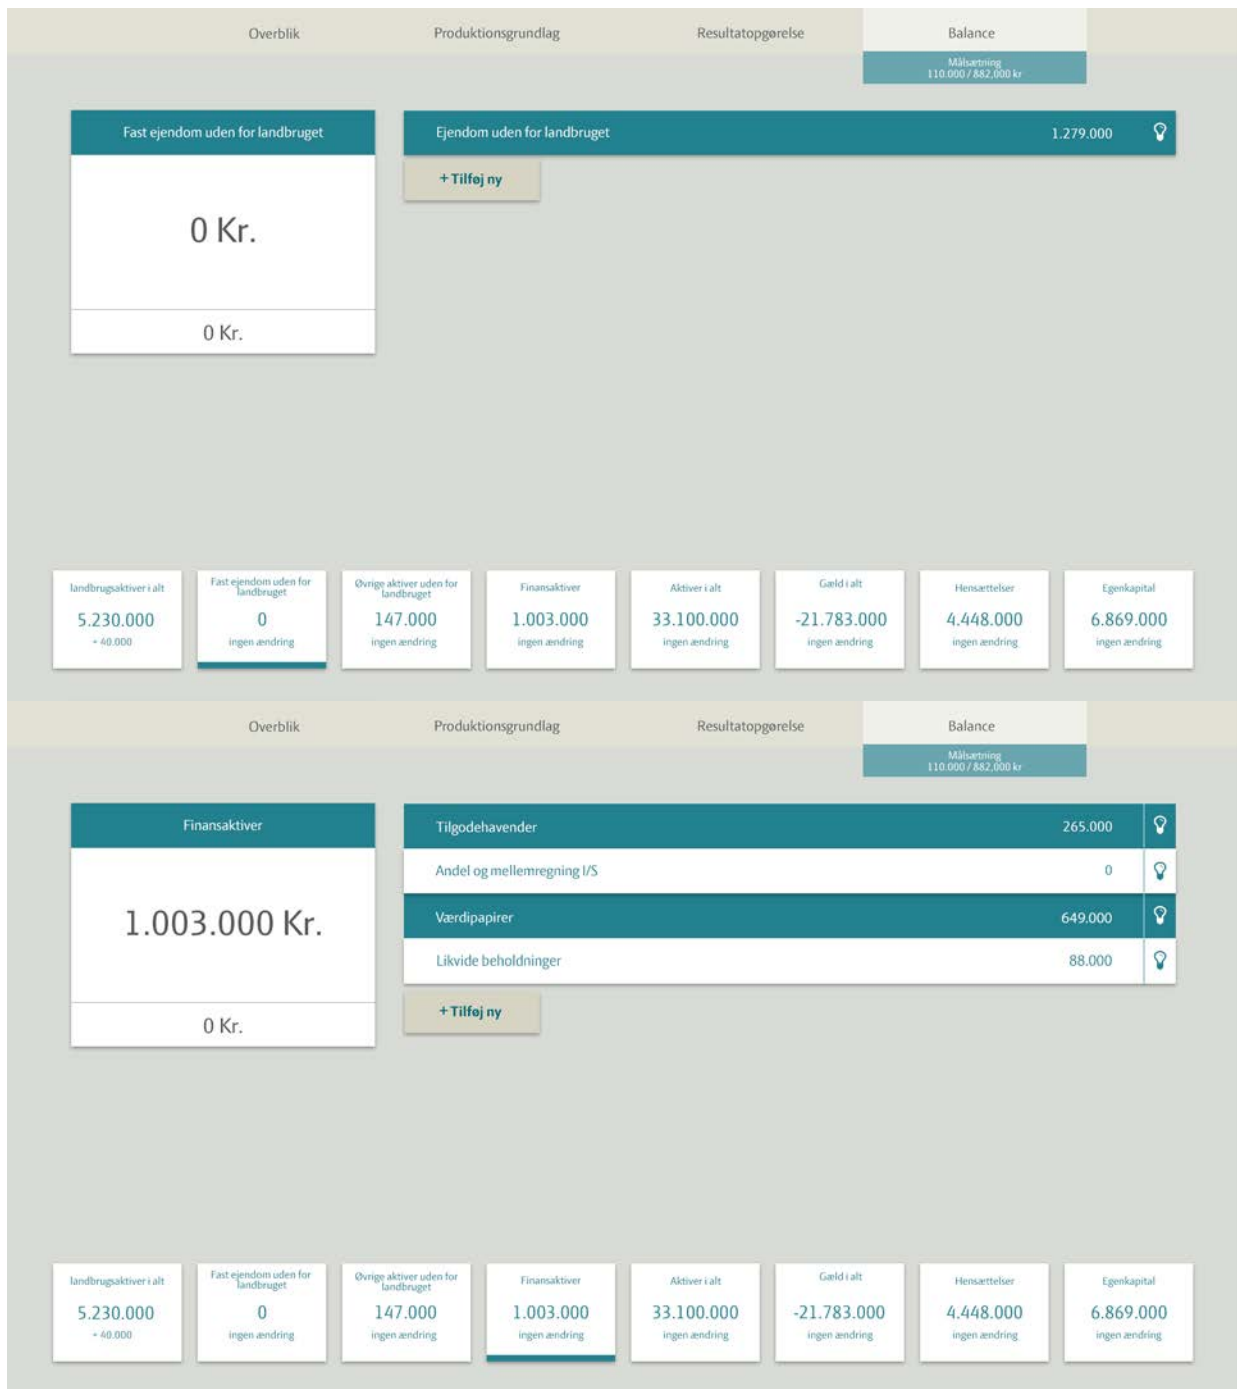 Overblik
Produktionsgrundlag
Resultatopgørelse
Balance
Målsætning
110.000 / 882,000 kr
Fast ejendom uden for landbruget
0 Kr.
0 Kr.
Ejendom uden for landbruget 1.279.000
+ Tilføj ny
landbrugsaktiver i alt
5.230.000
+ 40.000
Fast ejendom uden for
landbruget
0
ingen ændring
Øvrige aktiver uden for
landbruget
147.000
ingen ændring
Finansaktiver
1.003.000
ingen ændring
Aktiver i alt
33.100.000
ingen ændring
Gæld i alt
-21.783.000
ingen ændring
Hensættelser
4.448.000
ingen ændring
Egenkapital
6.869.000
ingen ændring
Overblik
Produktionsgrundlag
Resultatopgørelse
Balance
Målsætning
110.000 / 882,000 kr
Finansaktiver
1.003.000 Kr.
0 Kr.
Tilgodehavender 265.000
Andel og mellemregning I/S 0
Værdipapirer 649.000
Likvide beholdninger 88.000
+ Tilføj ny
landbrugsaktiver i alt
5.230.000
+ 40.000
Fast ejendom uden for
landbruget
0
ingen ændring
Øvrige aktiver uden for
landbruget
147.000
ingen ændring
Finansaktiver
1.003.000
ingen ændring
Aktiver i alt
33.100.000
ingen ændring
Gæld i alt
-21.783.000
ingen ændring
Hensættelser
4.448.000
ingen ændring
Egenkapital
6.869.000
ingen ændring